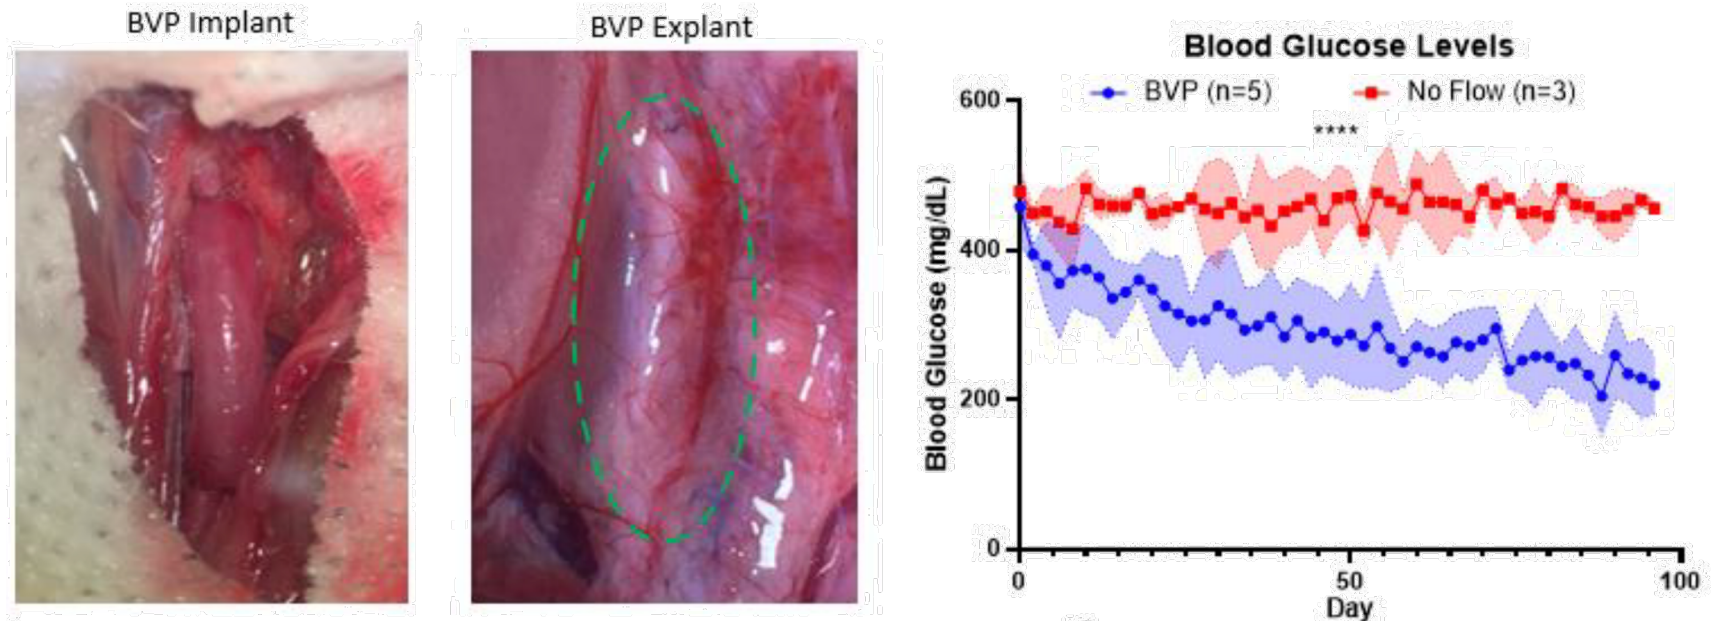 BVP Implant
BVP Explant
Blood Glucose Levels
BVP (n=5)
No Flow (n=3)
****
Blood Glucose (mg/dL)
600
400
200
0
0
50
100
Day